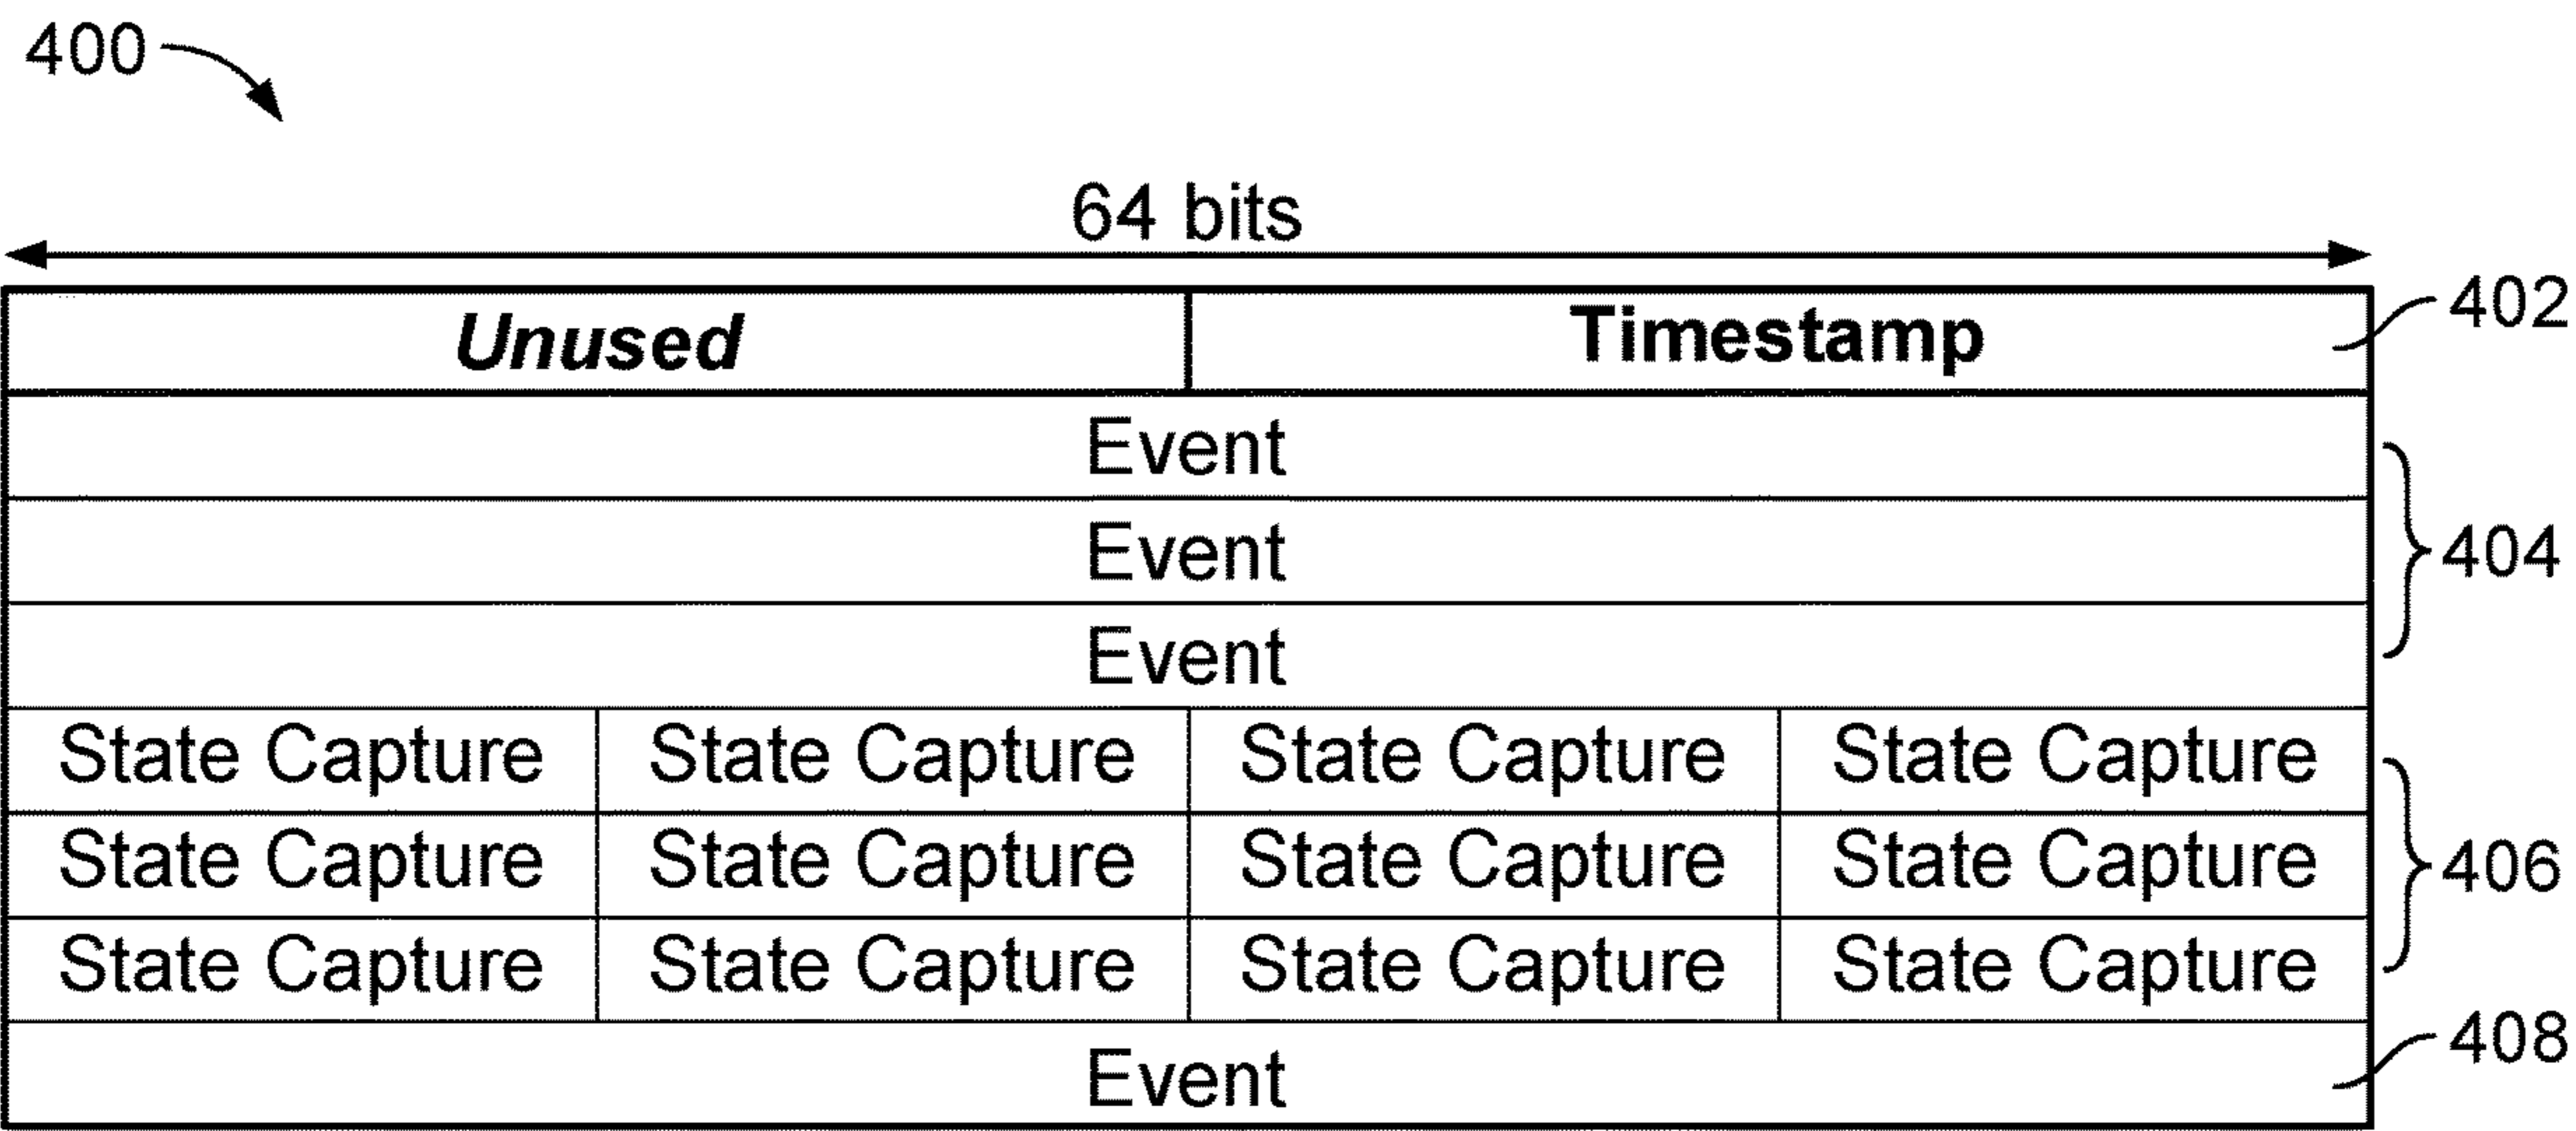 400
64 bits
Unused Timestamp 402
Event
Event 404
Event
State Capture State Capture State Capture State Capture
State Capture State Capture State Capture State Capture 406
State Capture State Capture State Capture State Capture
Event 408